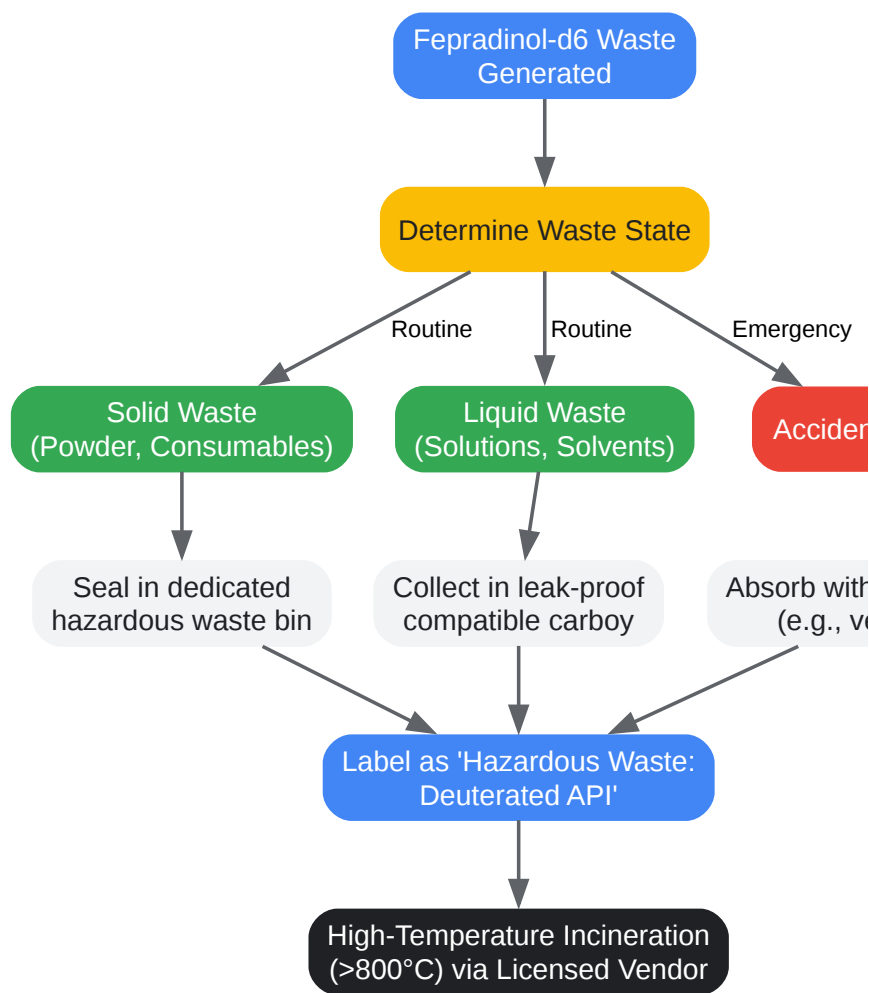 Fepradinol-d6 Waste
Generated
Determine Waste State
Routine
Routine
Emergency
Solid Waste
(Powder, Consumables)
Liquid Waste
(Solutions, Solvents)
Seal in dedicated
hazardous waste bin
Collect in leak-proof
compatible carboy
Absorb with
(e.g.,
Label as 'Hazardous Waste:
Deuterated API'
High-Temperature Incineration
(>800°C) via Licensed Vendor